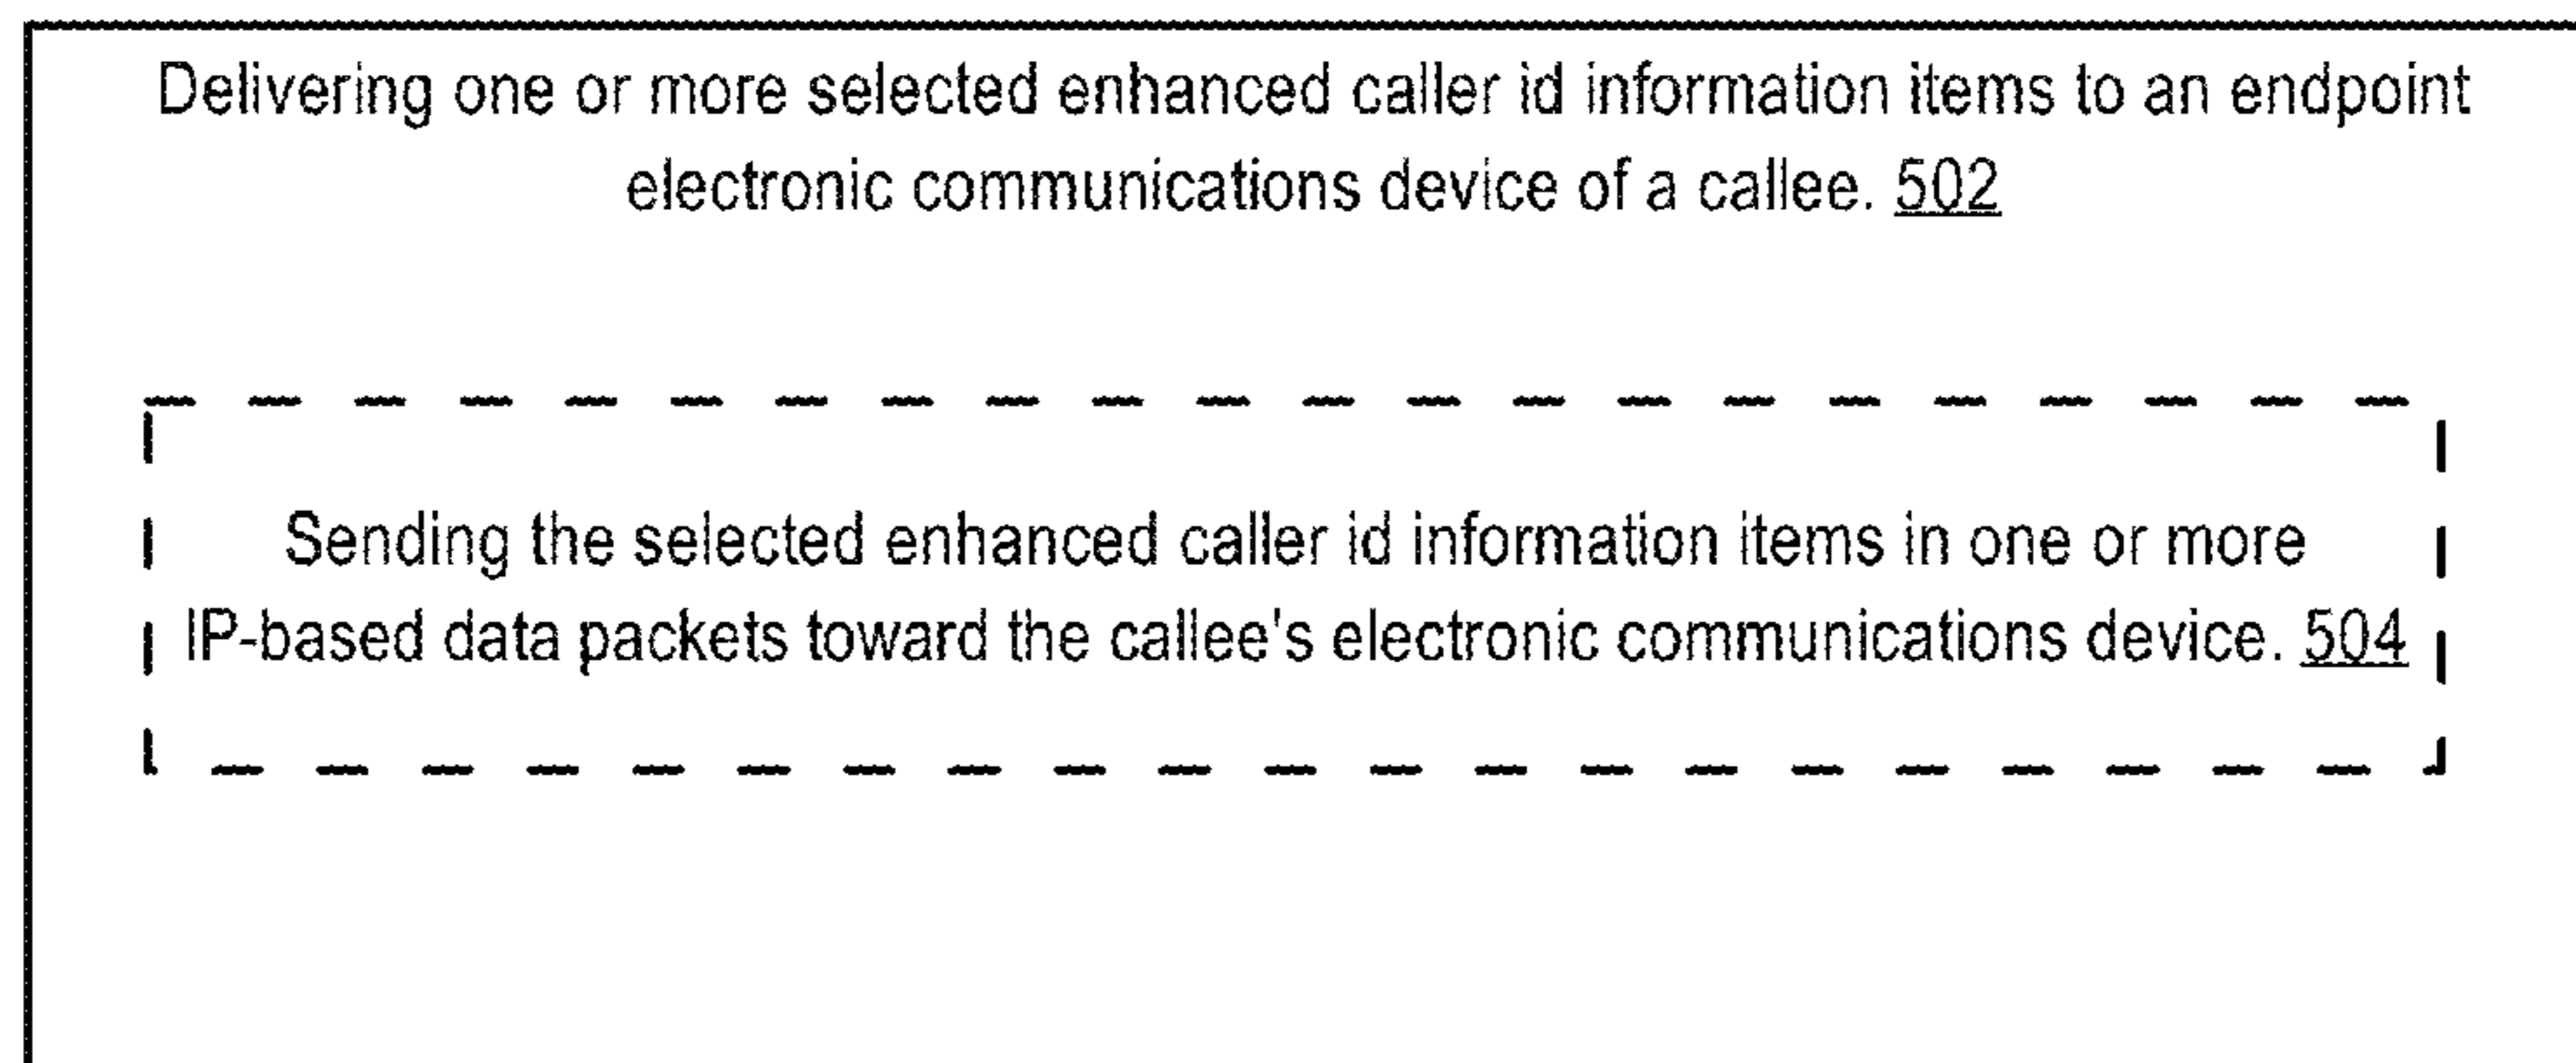 Delivering one or more selected enhanced caller id information items to an endpoint
electronic communications device of a callee. 502
Sending the selected enhanced caller id information items in one or more
IP-based data packets toward the callee's electronic communications device. 504